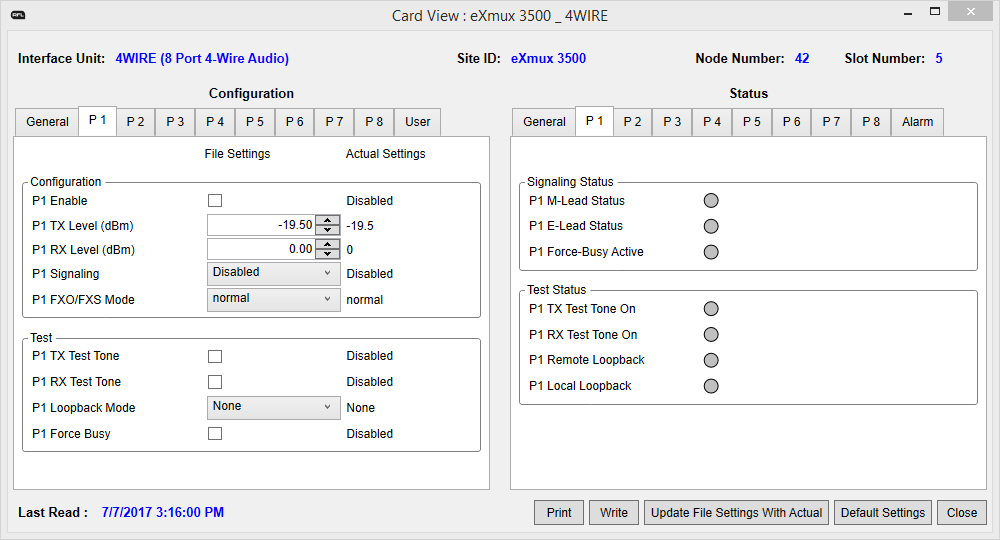 RFL
Card View : eXmux 3500 _ 4WIRE
Interface Unit: 4WIRE (8 Port 4-Wire Audio) Site ID: eXmux 3500 Node Number: 42 Slot Number: 5
Configuration
General P 1 P 2 P 3 P 4 P 5 P 6 P 7 P 8 User
File Settings Actual Settings
Configuration
P1 Enable Disabled
P1 TX Level (dBm) -19.50 -19.5
P1 RX Level (dBm) 0.00 0
P1 Signaling Disabled Disabled
P1 FXO/FXS Mode normal normal
Test
P1 TX Test Tone Disabled
P1 RX Test Tone Disabled
P1 Loopback Mode None None
P1 Force Busy Disabled
Status
General P 1 P 2 P 3 P 4 P 5 P 6 P 7 P 8 Alarm
Signaling Status
P1 M-Lead Status
P1 E-Lead Status
P1 Force-Busy Active
Test Status
P1 TX Test Tone On
P1 RX Test Tone On
P1 Remote Loopback
P1 Local Loopback
Last Read : 7/7/2017 3:16:00 PM
Print Write Update File Settings With Actual Default Settings Close